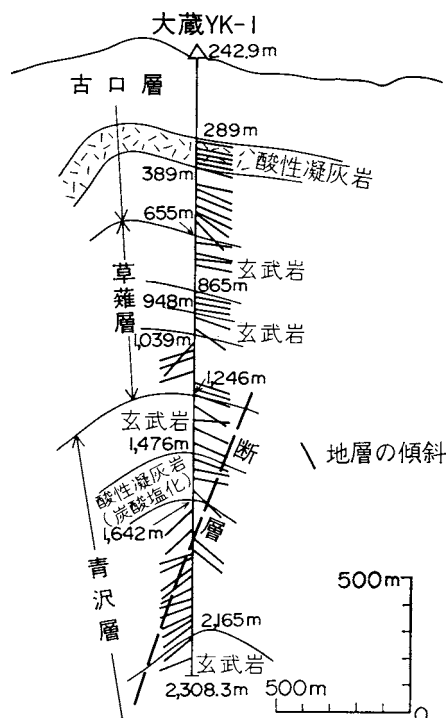 大蔵YK-1
242.9m
古口層
289m
酸性凝灰岩
389m
655m
草薙層
玄武岩
865m
948m
玄武岩
1,039m
1,246m
玄武岩
1,476m
断層
地層の傾斜
酸性凝灰岩
(炭酸塩化)
1,642m
青沢層
500m
2,165m
玄武岩
2,308.3m
500m
0